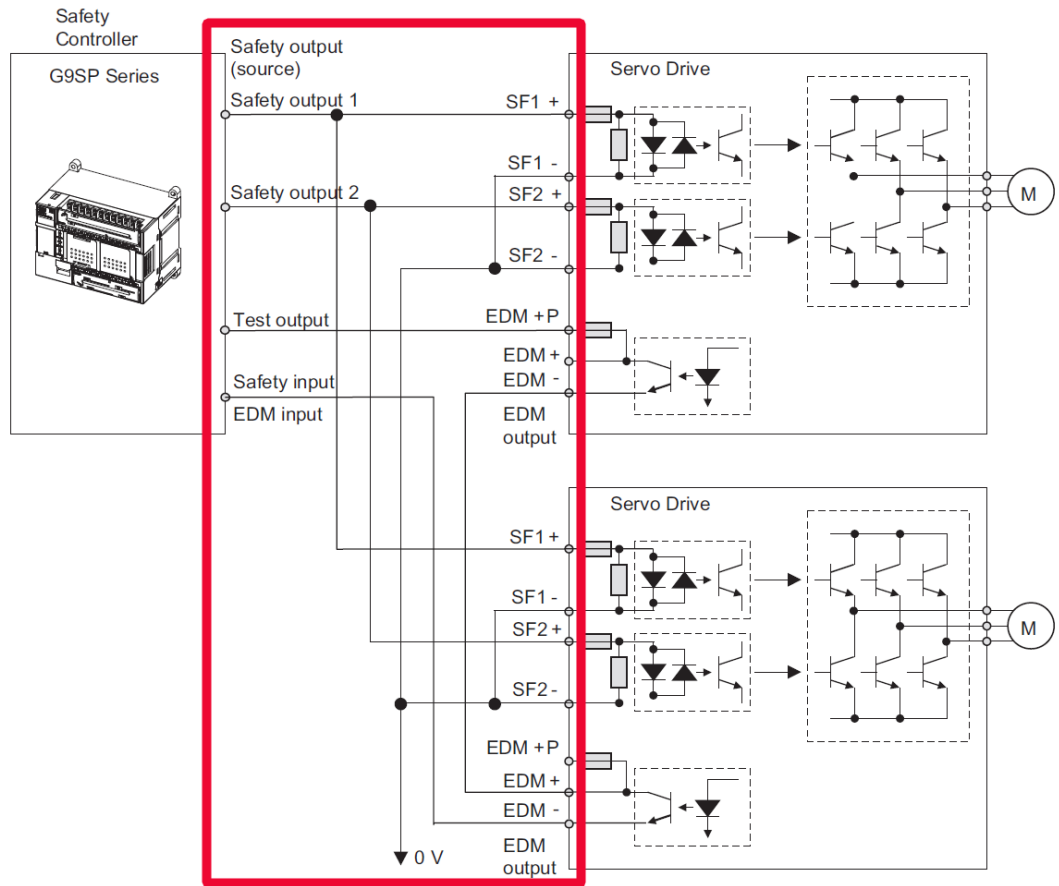 Safety
Controller
G9SP Series
Safety output
(source)
Safety output 1
Safety output 2
Test output
Safety input
EDM input
Servo Drive
SF1 +
SF1 -
SF2 +
SF2 -
EDM +P
EDM +
EDM -
EDM
output
M
Servo Drive
SF1 +
SF1 -
SF2 +
SF2 -
EDM +P
EDM +
EDM -
EDM
output
M
0 V